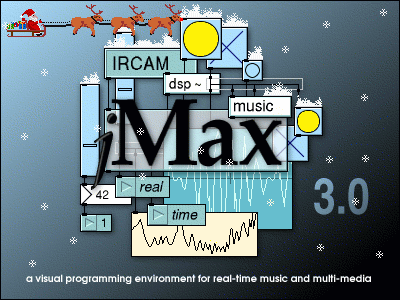 IRCAM
dsp ~
music
jMax
42
real
3.0
1
time
a visual programming environment for real-time music and multi-media